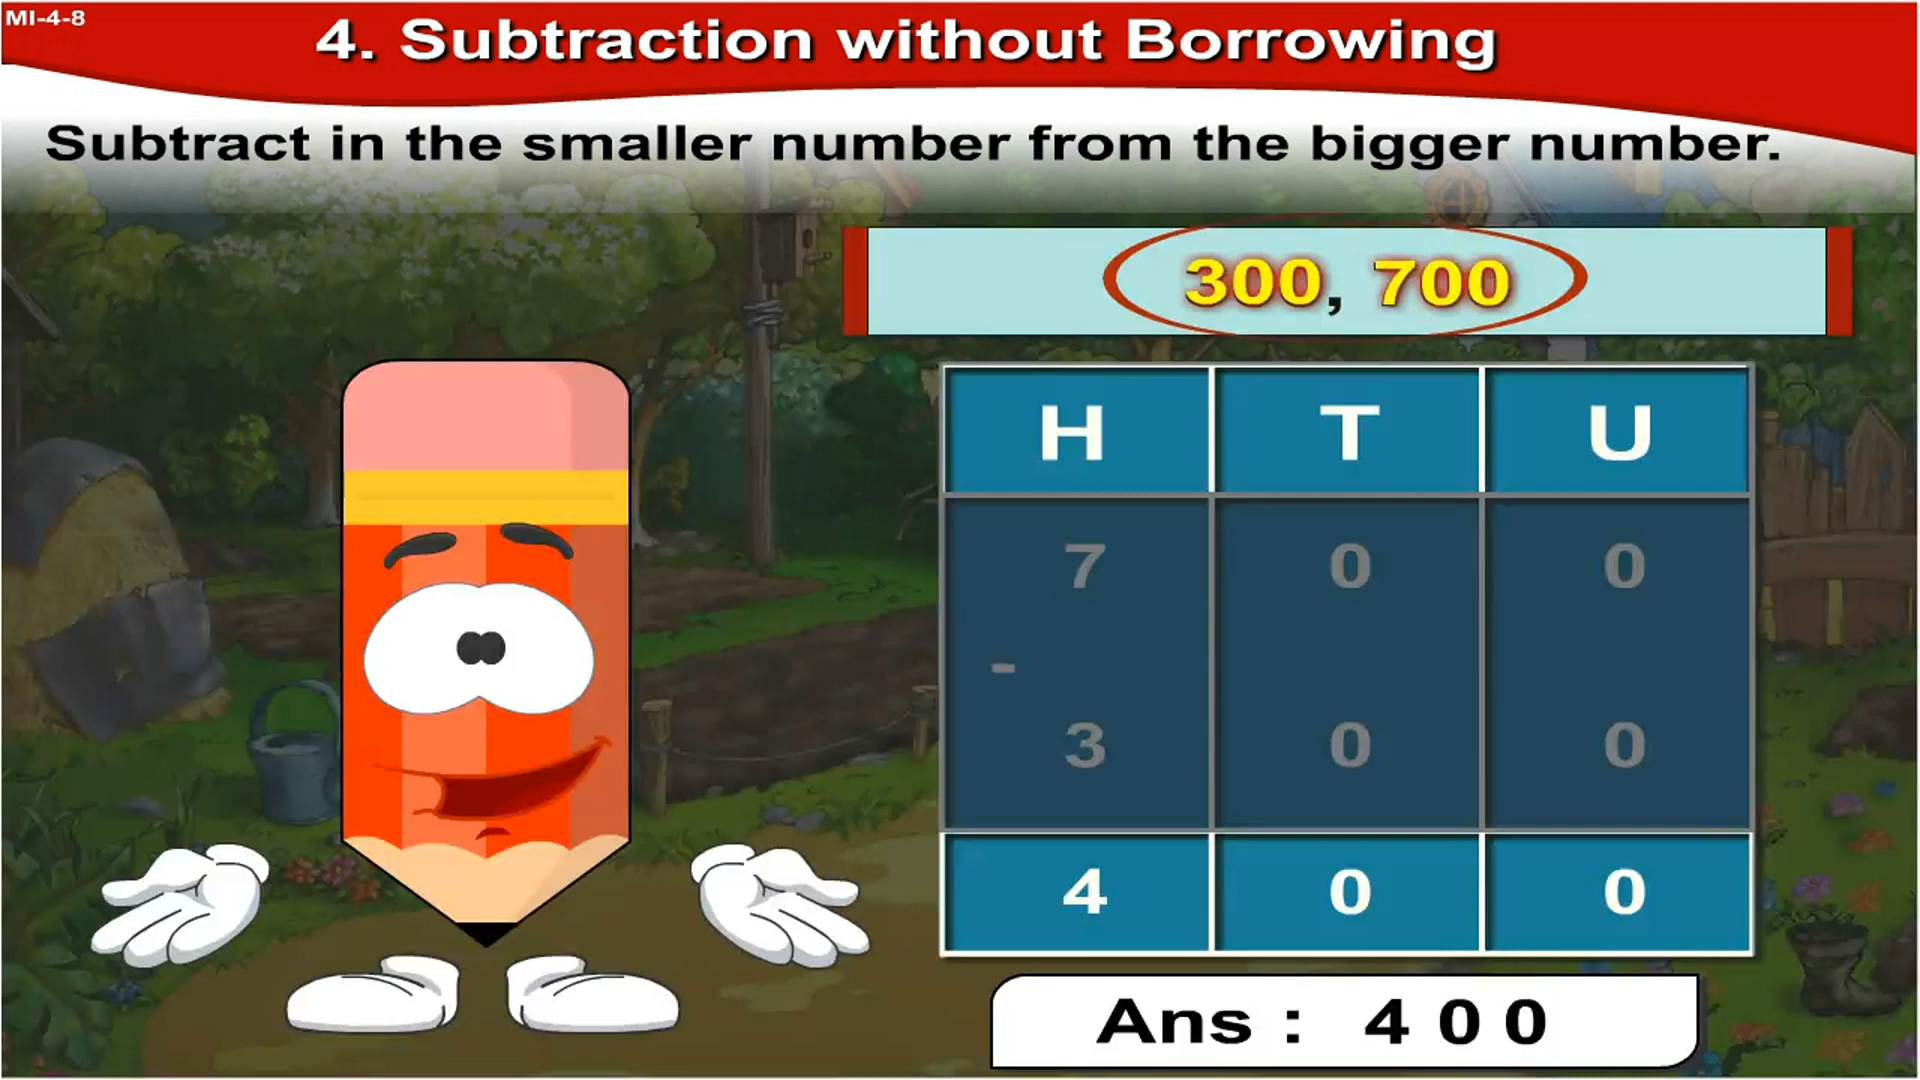 MI-4-8
4. Subtraction without Borrowing
Subtract in the smaller number from the bigger number.
300, 700
H T U
7 0 0
-
3 0 0
4 0 0
Ans : 4 0 0